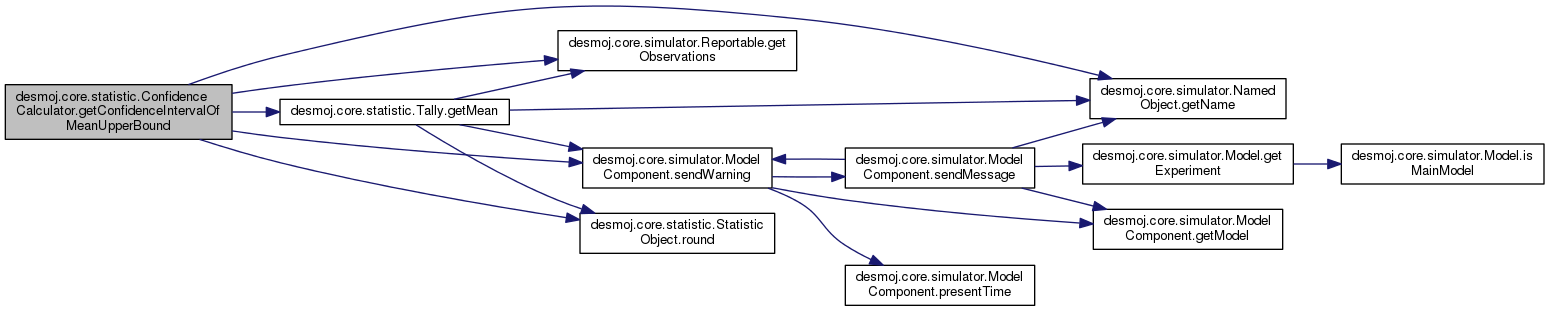 desmoj.core.statistic.Confidence
Calculator.getConfidenceIntervalOf
MeanUpperBound
desmoj.core.simulator.Reportable.get
Observations
desmoj.core.statistic.Tally.getMean
desmoj.core.simulator.Model
Component.sendWarning
desmoj.core.statistic.Statistic
Object.round
desmoj.core.simulator.Model
Component.sendMessage
desmoj.core.simulator.Model
Component.presentTime
desmoj.core.simulator.Named
Object.getName
desmoj.core.simulator.Model.get
Experiment
desmoj.core.simulator.Model
Component.getModel
desmoj.core.simulator.Model.is
MainModel